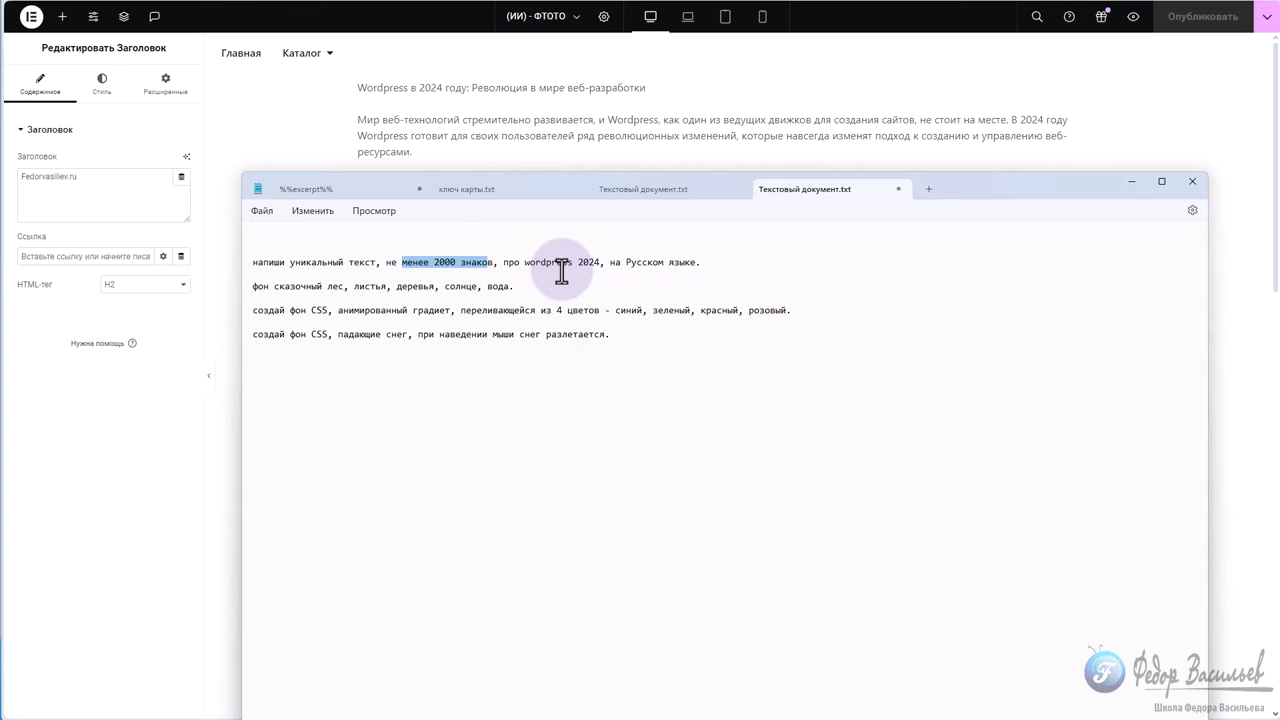 (ИИ) - ФТОТО
Опубликовать
Редактировать Заголовок
Содержимое
Стиль
Расширенные
Заголовок
Заголовок
Fedorvasiliev.ru
Ссылка
Вставьте ссылку или начните писат
HTML-тег
H2
Нужна помощь
Главная
Каталог
Wordpress в 2024 году: Революция в мире веб-разработки
Мир веб-технологий стремительно развивается, и Wordpress, как один из ведущих движков для создания сайтов, не стоит на месте. В 2024 году
Wordpress готовит для своих пользователей ряд революционных изменений, которые навсегда изменят подход к созданию и управлению веб-
ресурсами.
%%excerpt%%
ключ карты.txt
Текстовый документ.txt
Текстовый документ.txt
Файл
Изменить
Просмотр
напиши уникальный текст, не менее 2000 знаков, про wordpress 2024, на Русском языке.
фон сказочный лес, листья, деревья, солнце, вода.
создай фон CSS, анимированный градиет, переливающейся из 4 цветов - синий, зеленый, красный, розовый.
создай фон CSS, падающие снег, при наведении мыши снег разлетается.
Федор Васильев
Школа Федора Васильева